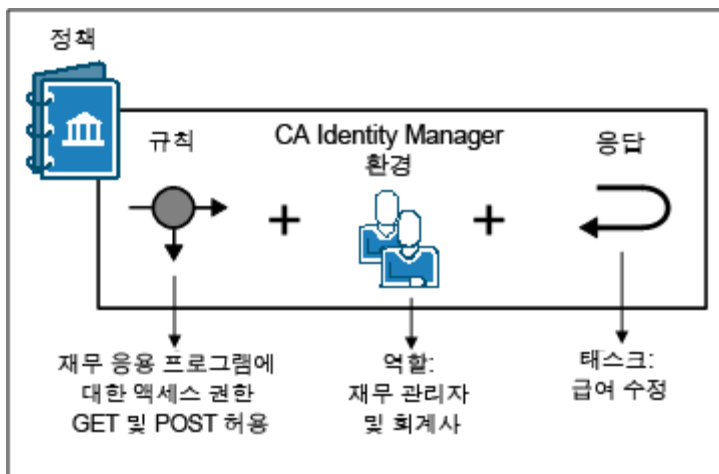 정책
규칙
CA Identity Manager
환경
응답
재무 응용 프로그램에
대한 액세스 권한
GET 및 POST 허용
역할:
재무 관리자
및 회계사
태스크:
급여 수정